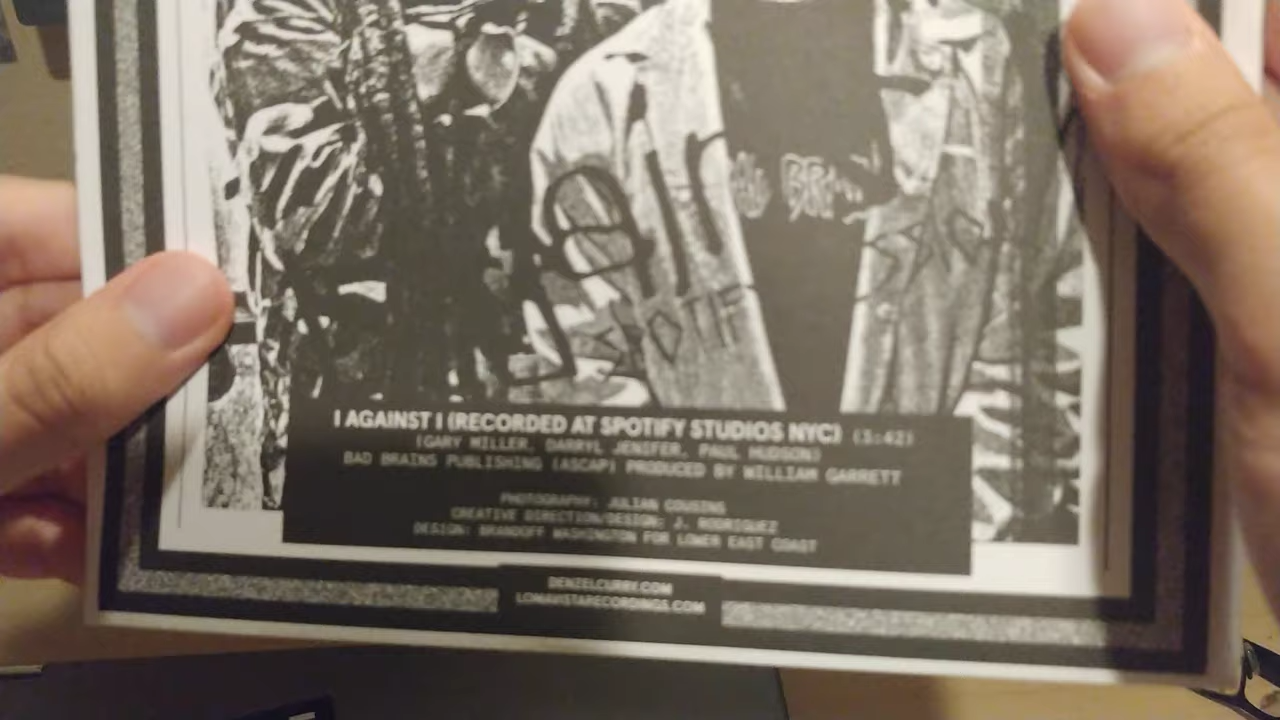 BAD BRAINS
I AGAINST I (RECORDED AT SPOTIFY STUDIOS NYC)
(GARY MILLER, DARRYL JENIFER, PAUL HUDSON)
BAD BRAINS PUBLISHING (ASCAP) PRODUCED BY WILLIAM GARRETT
PHOTOGRAPHY: JULIAN COUSINS
CREATIVE DIRECTION/DESIGN: J. RODRIGUEZ
DESIGN: BRANDOFF WASHINGTON FOR LOWER EAST COAST
DENZELCURRY.COM
LOMAVISTARECORDINGS.COM